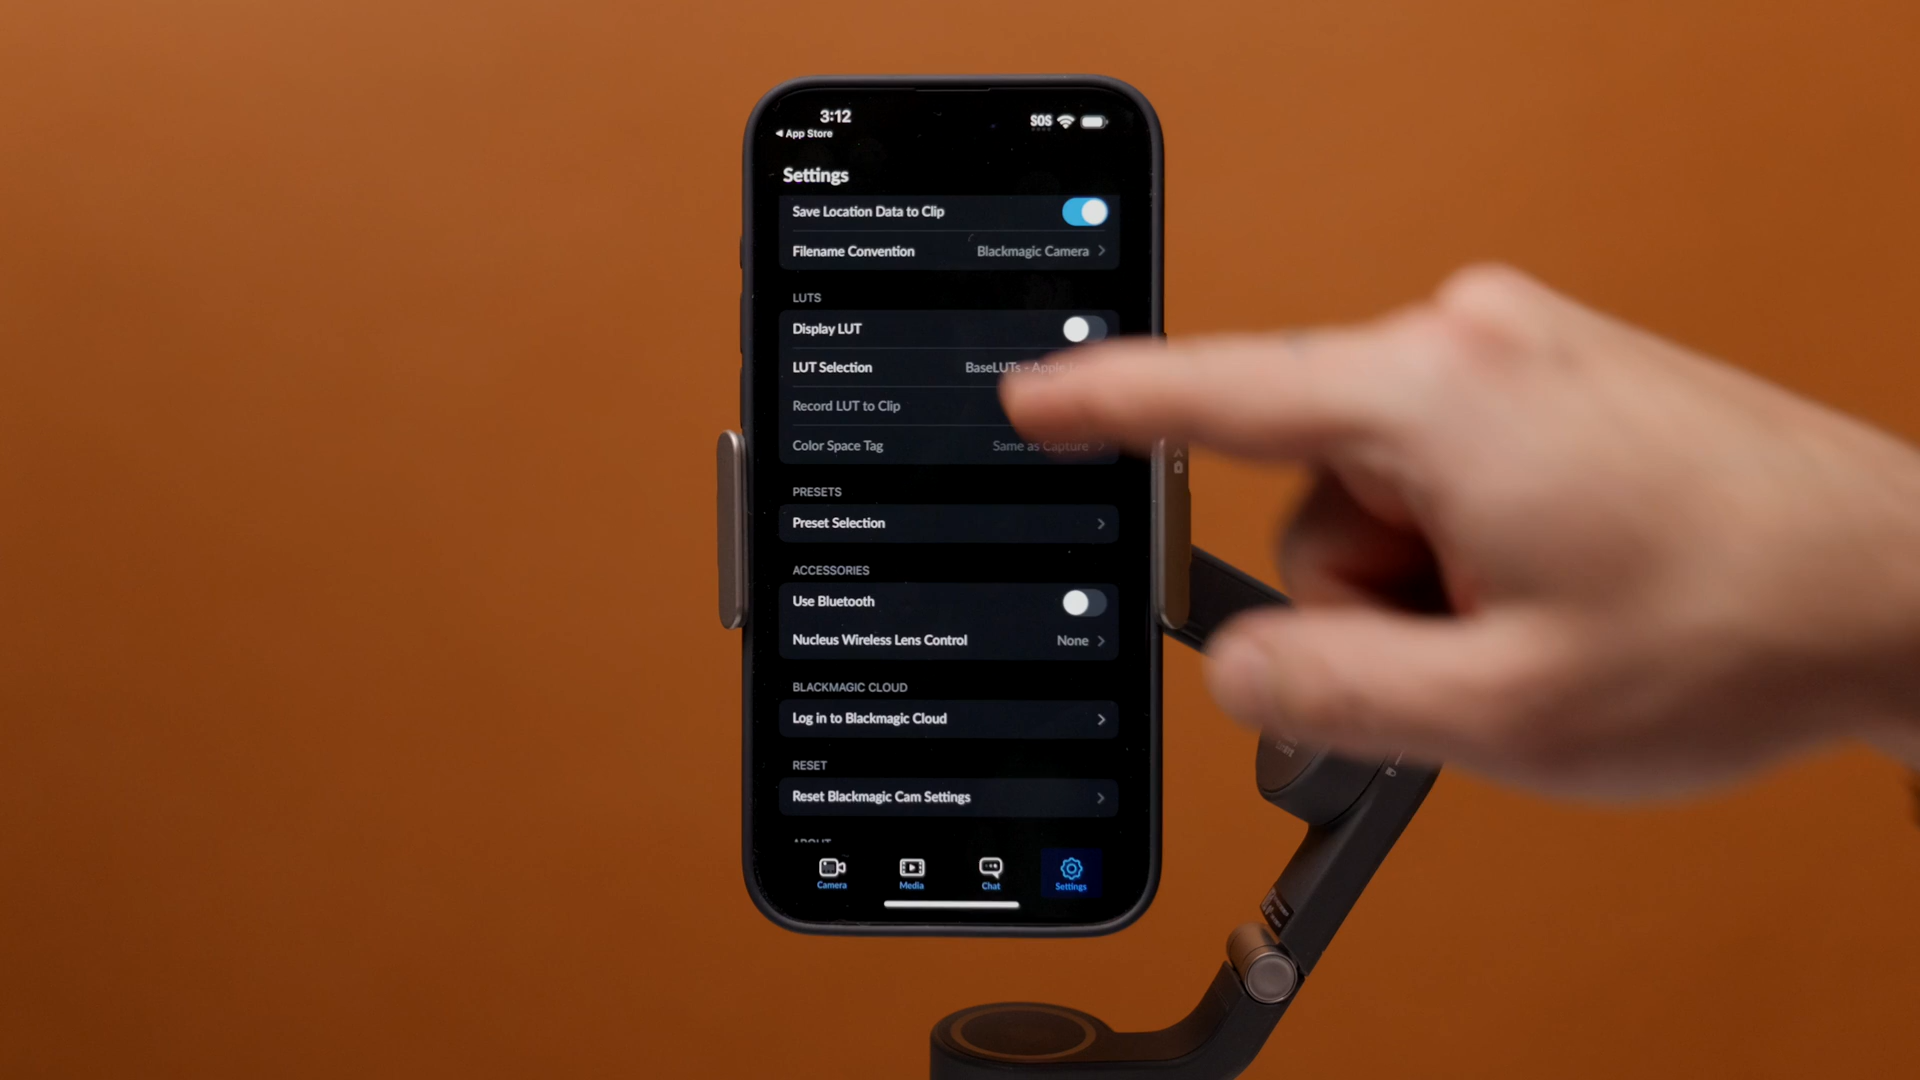 3:12
SOS
App Store
Settings
Save Location Data to Clip
Filename Convention Blackmagic Camera
LUTS
Display LUT
LUT Selection BaseLUTs - Apple
Record LUT to Clip
Color Space Tag Same as Capture
PRESETS
Preset Selection
ACCESSORIES
Use Bluetooth
Nucleus Wireless Lens Control None
BLACKMAGIC CLOUD
Log in to Blackmagic Cloud
RESET
Reset Blackmagic Cam Settings
ABOUT
Camera Media Chat Settings